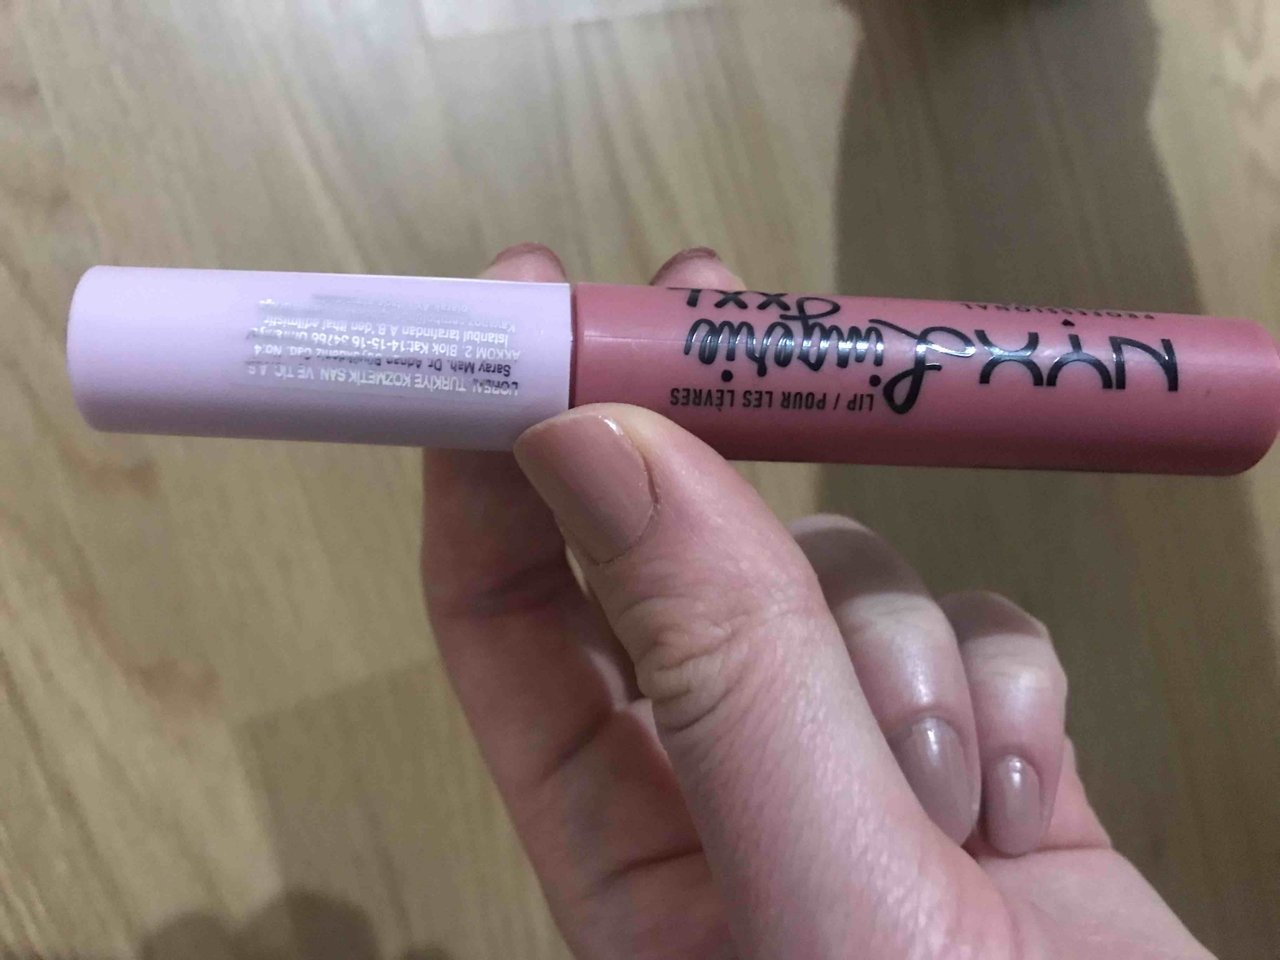 NYX
PROFESSIONAL
Lingerie
XXL
LIP / POUR LES LÈVRES
L'ORÉAL TÜRKİYE KOZMETİK SAN. VE TİC. A.Ş.
Saray Mah. Dr. Adnan Büyükdeniz Cad. No:4
AKKOM 2. Blok Kat:14-15-16 34768
İstanbul tarafından A.B.'den ithal edilmiştir.